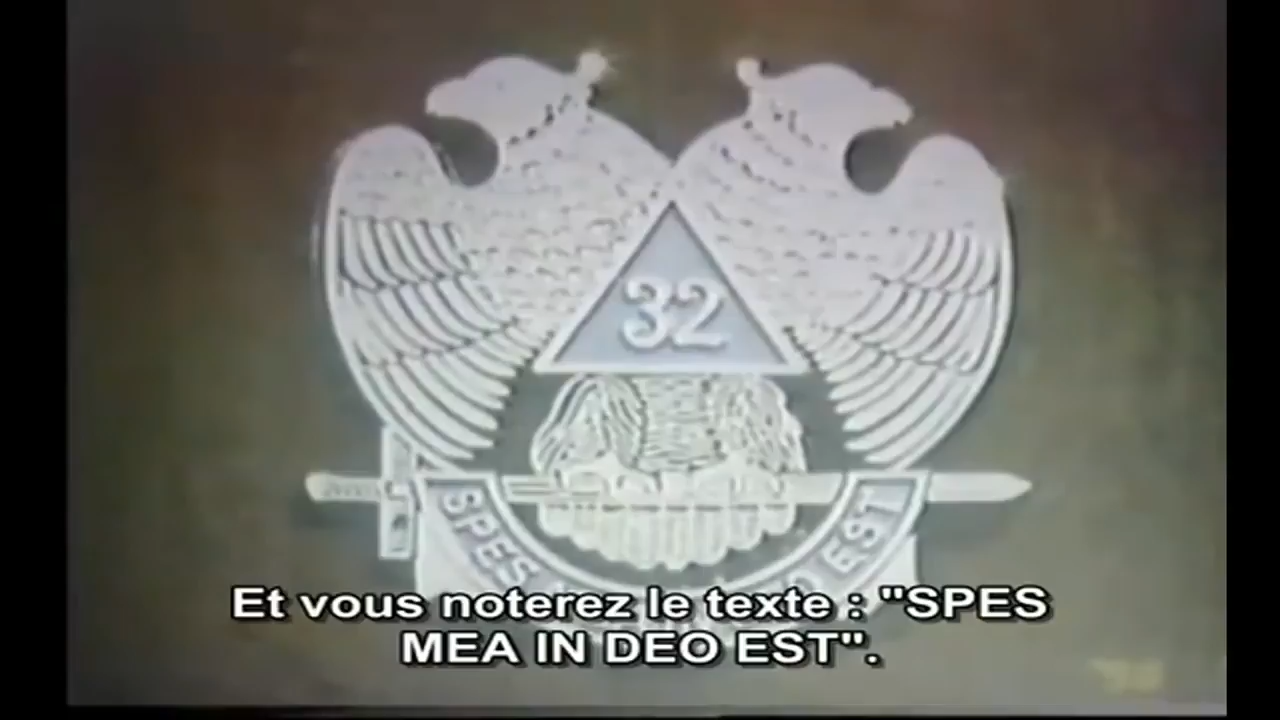 32
SPES
EST
Et vous noterez le texte : "SPES
MEA IN DEO EST".